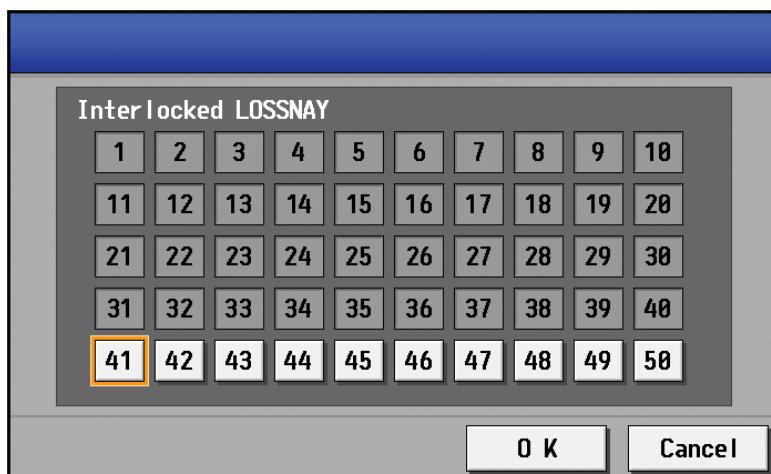 Interlocked LOSSNAY
1 2 3 4 5 6 7 8 9 10
11 12 13 14 15 16 17 18 19 20
21 22 23 24 25 26 27 28 29 30
31 32 33 34 35 36 37 38 39 40
41 42 43 44 45 46 47 48 49 50
OK Cancel